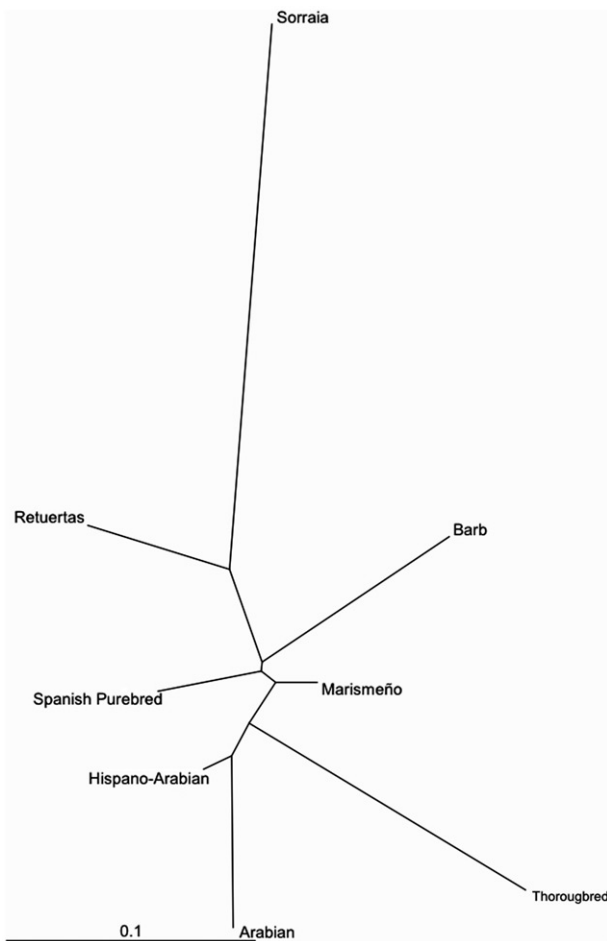 Sorraia
Retuertas
Barb
Spanish Purebred
Marismeño
Hispano-Arabian
Thorougbred
0.1
Arabian